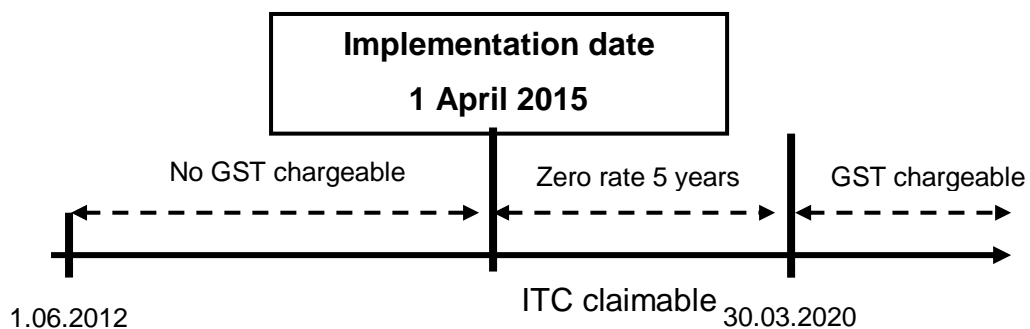 Implementation date
1 April 2015
No GST chargeable
Zero rate 5 years
GST chargeable
ITC claimable
1.06.2012
30.03.2020